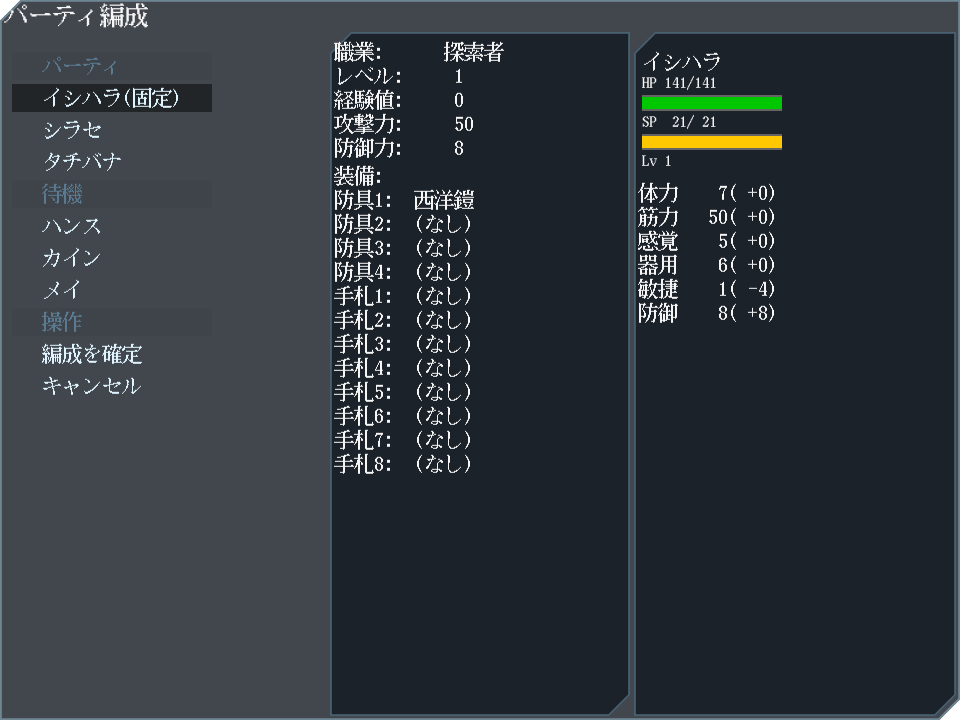 パーティ編成
パーティ
イシハラ(固定)
シラセ
タチバナ
待機
ハンス
カイン
メイ
操作
編成を確定
キャンセル
職業: 探索者
レベル: 1
経験値: 0
攻撃力: 50
防御力: 8
装備:
防具1: 西洋鎧
防具2: (なし)
防具3: (なし)
防具4: (なし)
手札1: (なし)
手札2: (なし)
手札3: (なし)
手札4: (なし)
手札5: (なし)
手札6: (なし)
手札7: (なし)
手札8: (なし)
イシハラ
HP 141/141
SP 21/ 21
Lv 1
体力 7( +0)
筋力 50( +0)
感覚 5( +0)
器用 6( +0)
敏捷 1( -4)
防御 8( +8)